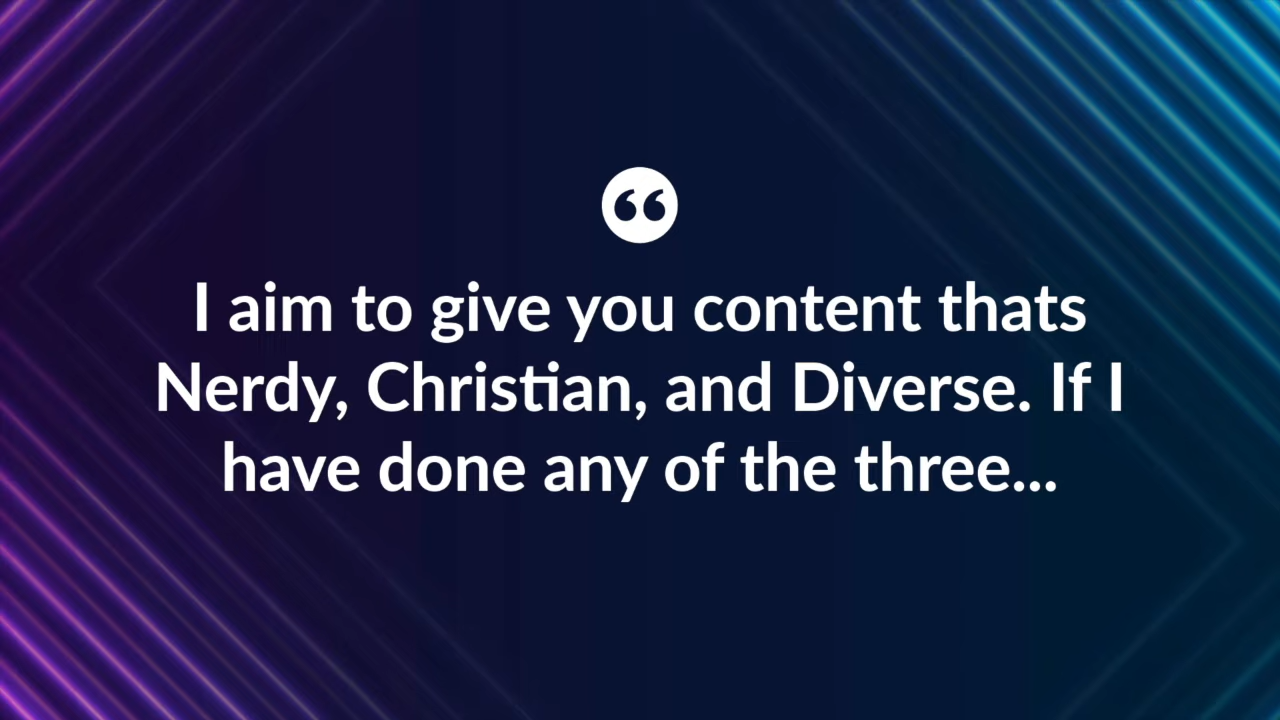 “
I aim to give you content thats
Nerdy, Christian, and Diverse. If I
have done any of the three...